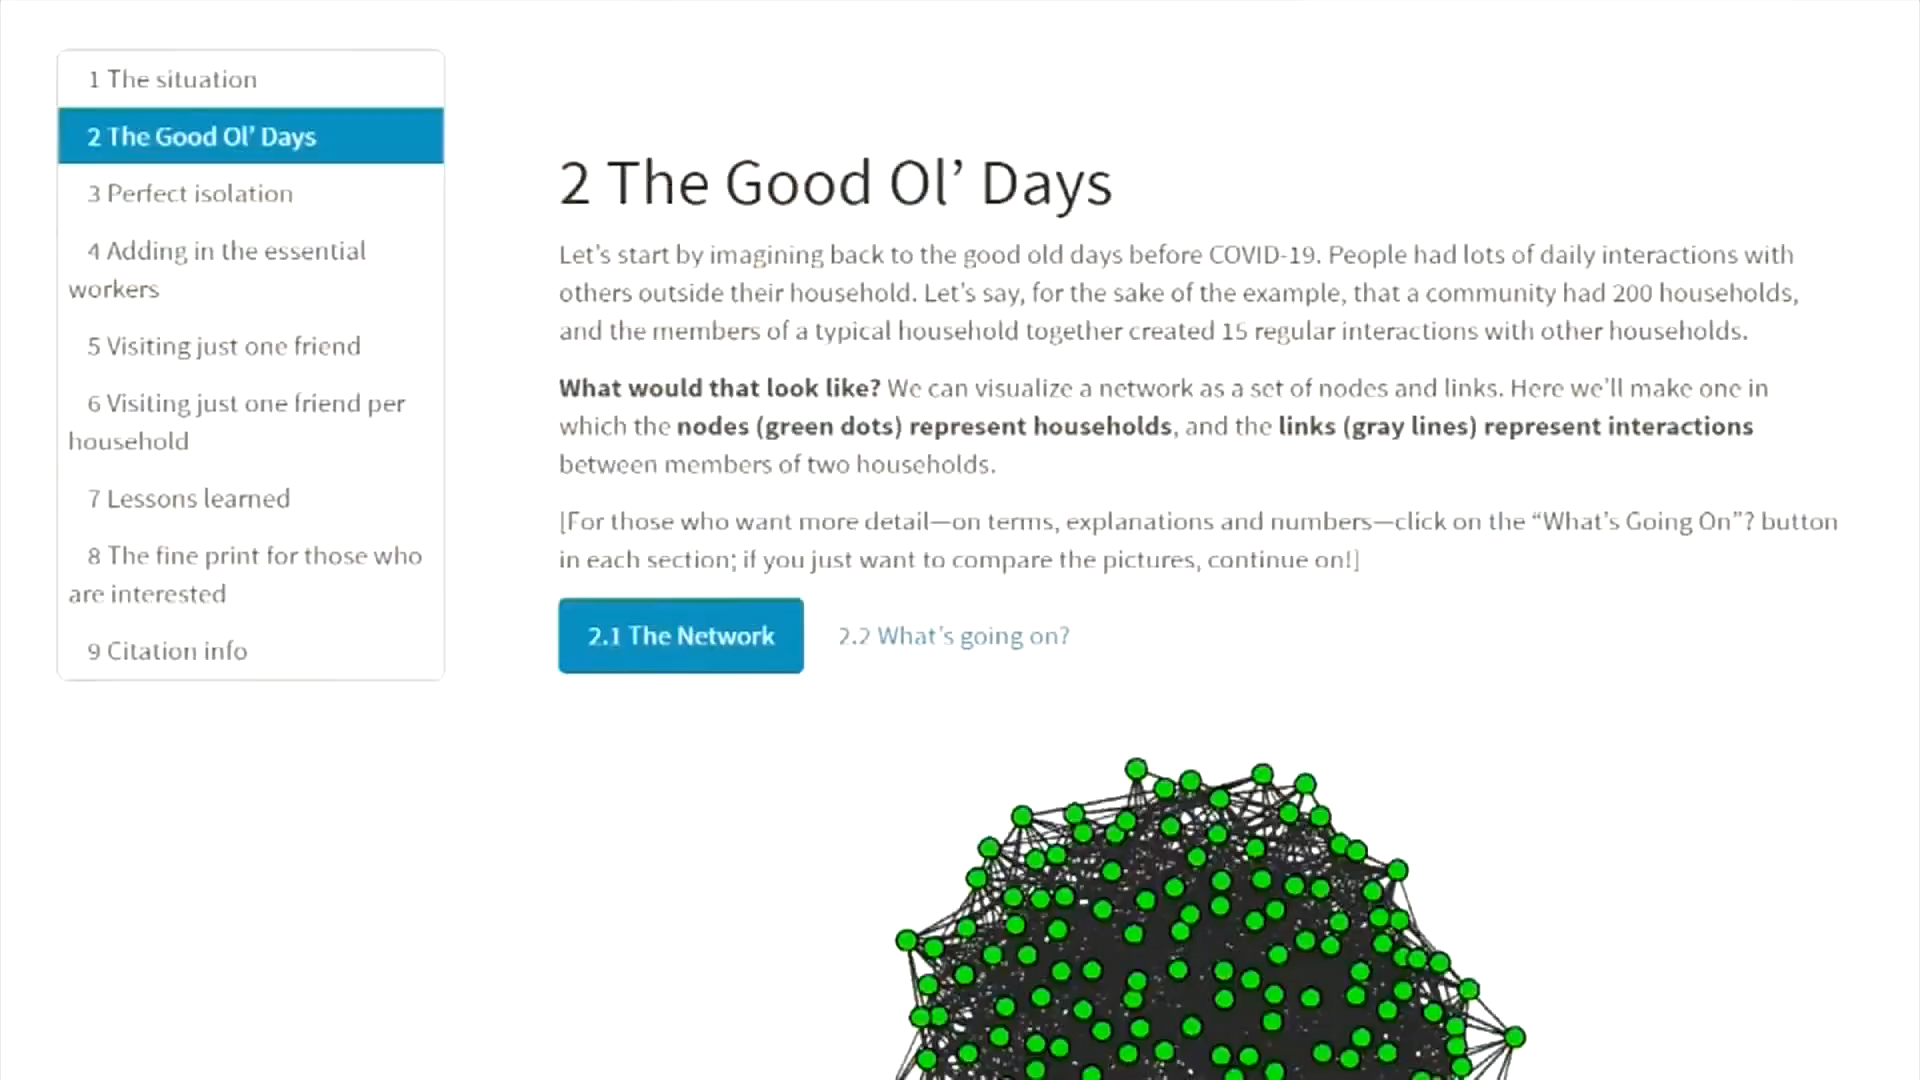 1 The situation
2 The Good Ol’ Days
3 Perfect isolation
4 Adding in the essential
workers
5 Visiting just one friend
6 Visiting just one friend per
household
7 Lessons learned
8 The fine print for those who
are interested
9 Citation info
2 The Good Ol’ Days
Let’s start by imagining back to the good old days before COVID-19. People had lots of daily interactions with
others outside their household. Let’s say, for the sake of the example, that a community had 200 households,
and the members of a typical household together created 15 regular interactions with other households.
What would that look like? We can visualize a network as a set of nodes and links. Here we’ll make one in
which the nodes (green dots) represent households, and the links (gray lines) represent interactions
between members of two households.
[For those who want more detail—on terms, explanations and numbers—click on the “What’s Going On”? button
in each section; if you just want to compare the pictures, continue on!]
2.1 The Network
2.2 What’s going on?